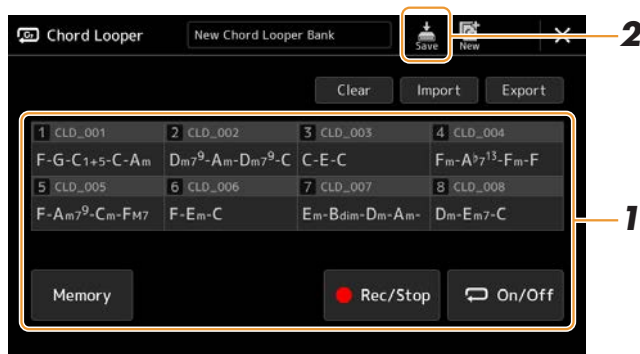 Chord Looper New Chord Looper Bank Save New × 2
Clear Import Export
1 CLD_001 2 CLD_002 3 CLD_003 4 CLD_004
F-G-C1+5-C-Am Dm7⁹-Am-Dm7⁹-C C-E-C Fm-A♭7¹³-Fm-F
5 CLD_005 6 CLD_006 7 CLD_007 8 CLD_008
F-Am7⁹-Cm-FM7 F-Em-C Em-Bdim-Dm-Am- Dm-Em7-C
1
Memory Rec/Stop On/Off